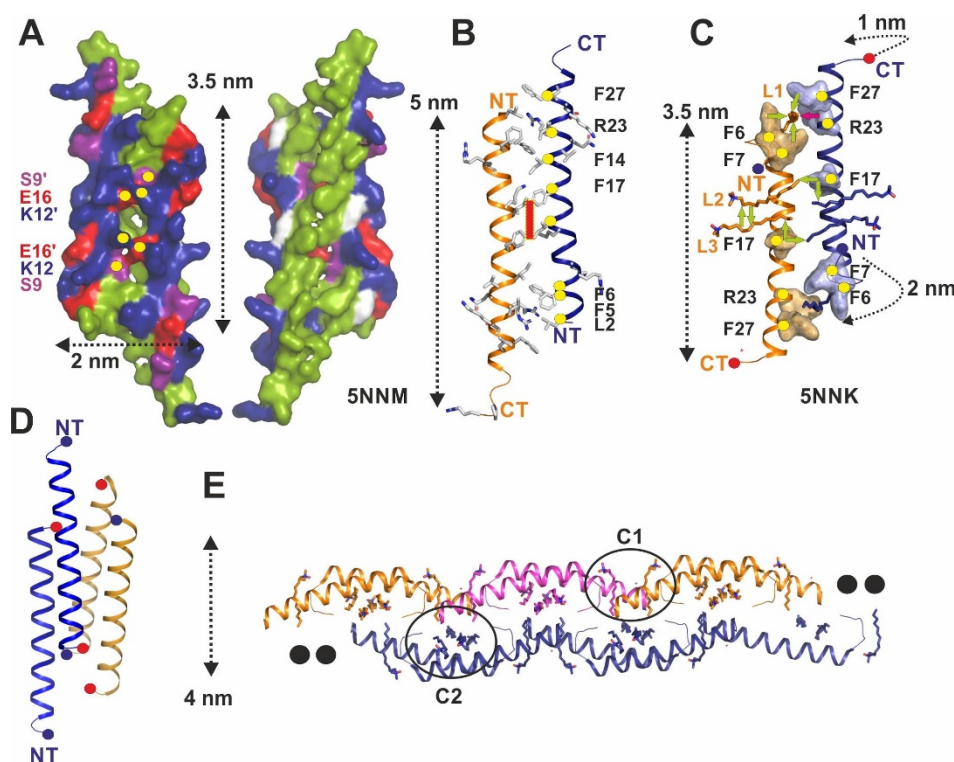 A
3.5 nm
S9'
E16
K12'
E16'
K12
S9
2 nm
5NNM
B
5 nm
NT
CT
F27
R23
F14
F17
F6
F5
L2
NT
CT
C
1 nm
CT
L1
F27
3.5 nm
F6
R23
F7
NT
L2
F17
L3
F17
NT
F7
R23
F6
2 nm
F27
CT
5NNK
D
NT
NT
4 nm
E
C1
C2